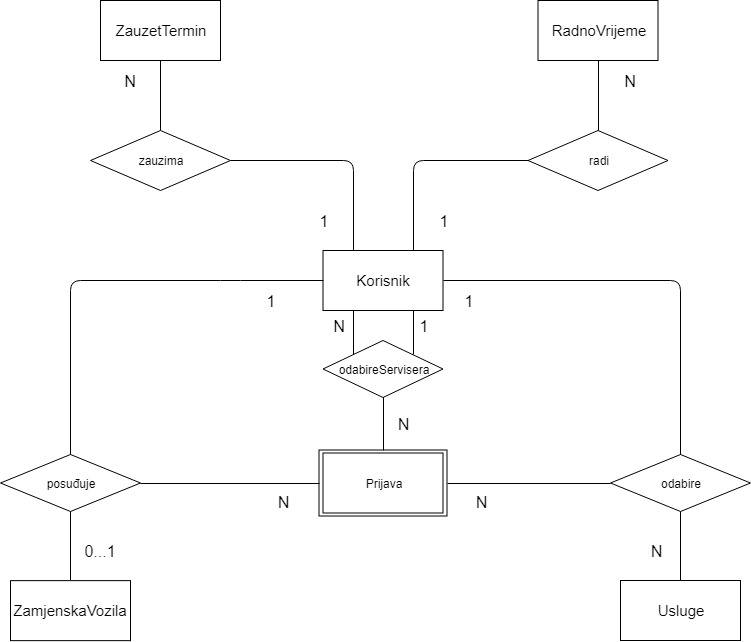 ZauzetTermin
RadnoVrijeme
N
N
zauzima
radi
1
1
Korisnik
1
1
N
1
odabireServisera
N
posuđuje
Prijava
odabire
N
N
0...1
N
ZamjenskaVozila
Usluge